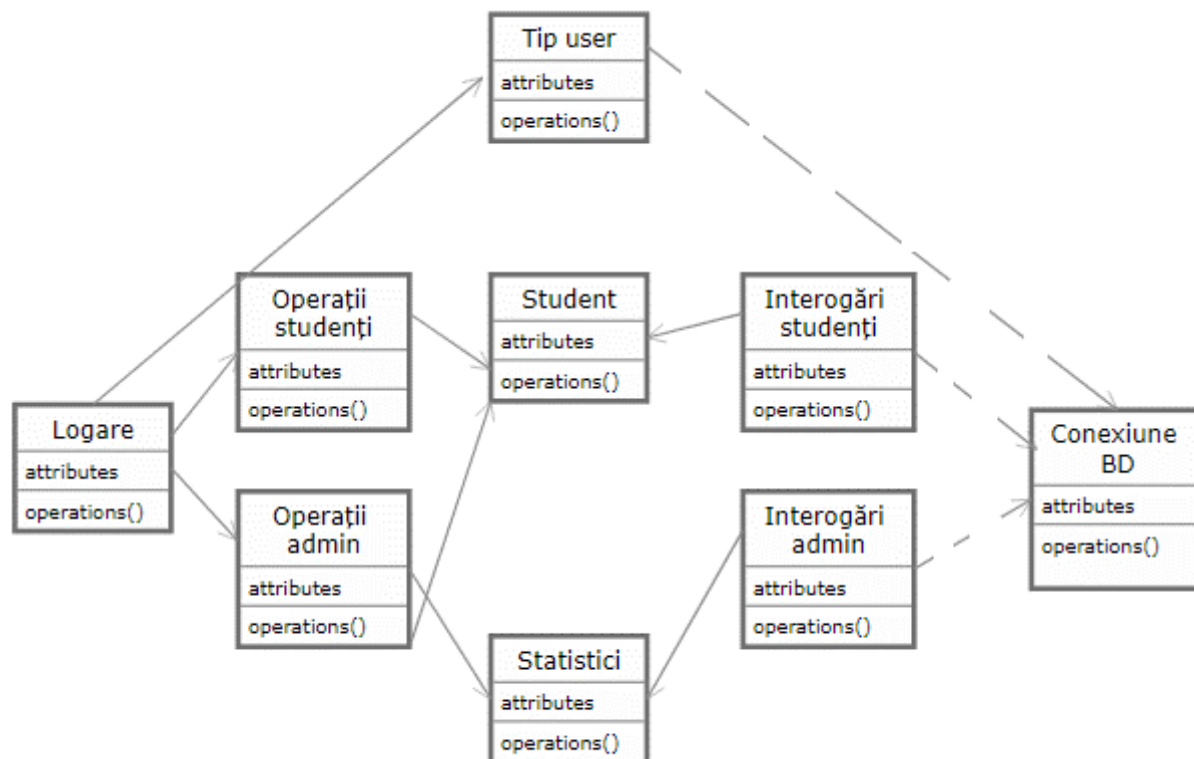 Tip user
attributes
operations()
Operații
studenți
attributes
operations()
Student
attributes
operations()
Interogări
studenți
attributes
operations()
Logare
attributes
operations()
Conexiune
BD
attributes
operations()
Operații
admin
attributes
operations()
Interogări
admin
attributes
operations()
Statistici
attributes
operations()